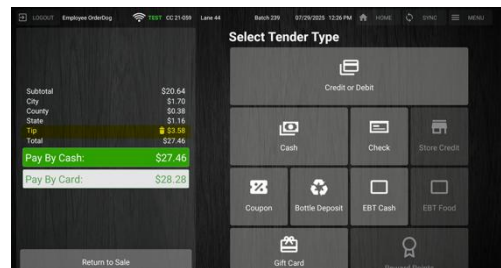 LOGOUT Employee OrderDog TEST CC 21-059 Lane 44 Batch 239 07/29/2025 12:26 PM HOME SYNC MENU
Select Tender Type
Credit or Debit
Subtotal $20.64
City $1.70
County $0.38
State $1.16
Tip $3.58
Total $27.46
Pay By Cash: $27.46
Pay By Card: $28.28
Cash
Check
Store Credit
Coupon
Bottle Deposit
EBT Cash
EBT Food
Return to Sale
Gift Card